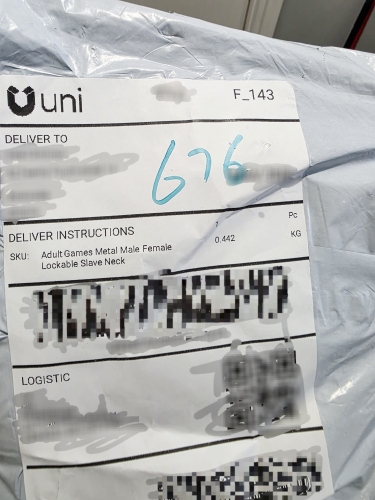 uni
F_143
DELIVER TO
676
DELIVER INSTRUCTIONS
Pc
SKU: Adult Games Metal Male Female
Lockable Slave Neck
0.442 KG
LOGISTIC